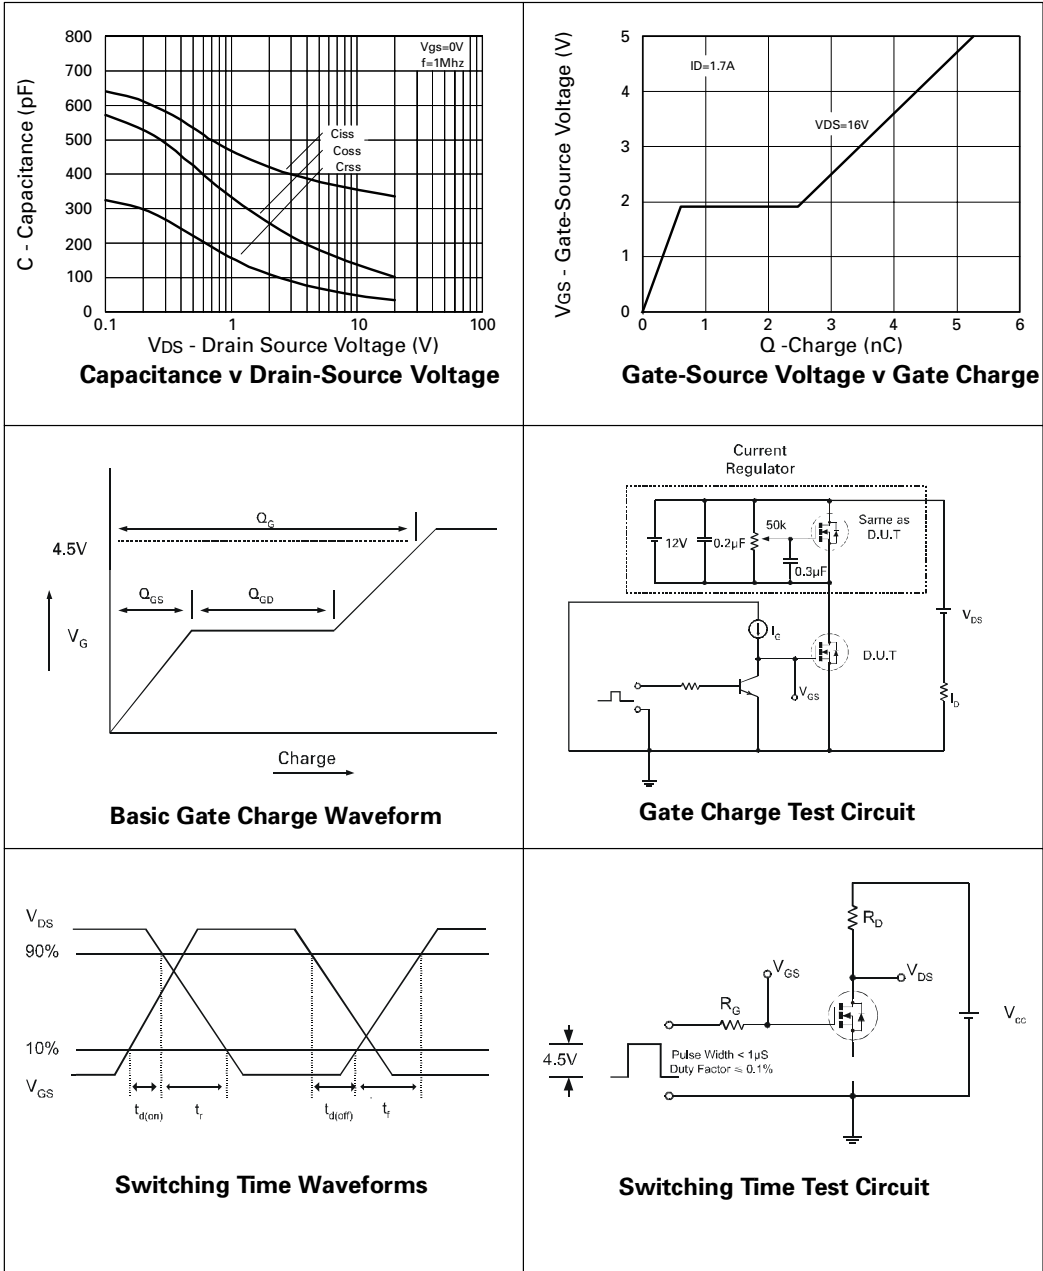 800
700
600
500
400
300
200
100
0
0.1
1
10
100
Vgs=0V
f=1Mhz
Ciss
Coss
Crss
C - Capacitance (pF)
VDS - Drain Source Voltage (V)
Capacitance v Drain-Source Voltage
5
4
3
2
1
0
0
1
2
3
4
5
6
ID=1.7A
VDS=16V
VGS - Gate-Source Voltage (V)
Q -Charge (nC)
Gate-Source Voltage v Gate Charge
QG
4.5V
QGS
QGD
VG
Charge
Basic Gate Charge Waveform
Current
Regulator
12V
0.2µF
50k
0.3µF
Same as
D.U.T
VDS
IG
D.U.T
VGS
ID
Gate Charge Test Circuit
VDS
90%
10%
VGS
td(on)
tr
td(off)
tf
Switching Time Waveforms
RD
VGS
VDS
RG
Vcc
4.5V
Pulse Width < 1µS
Duty Factor ≤ 0.1%
Switching Time Test Circuit